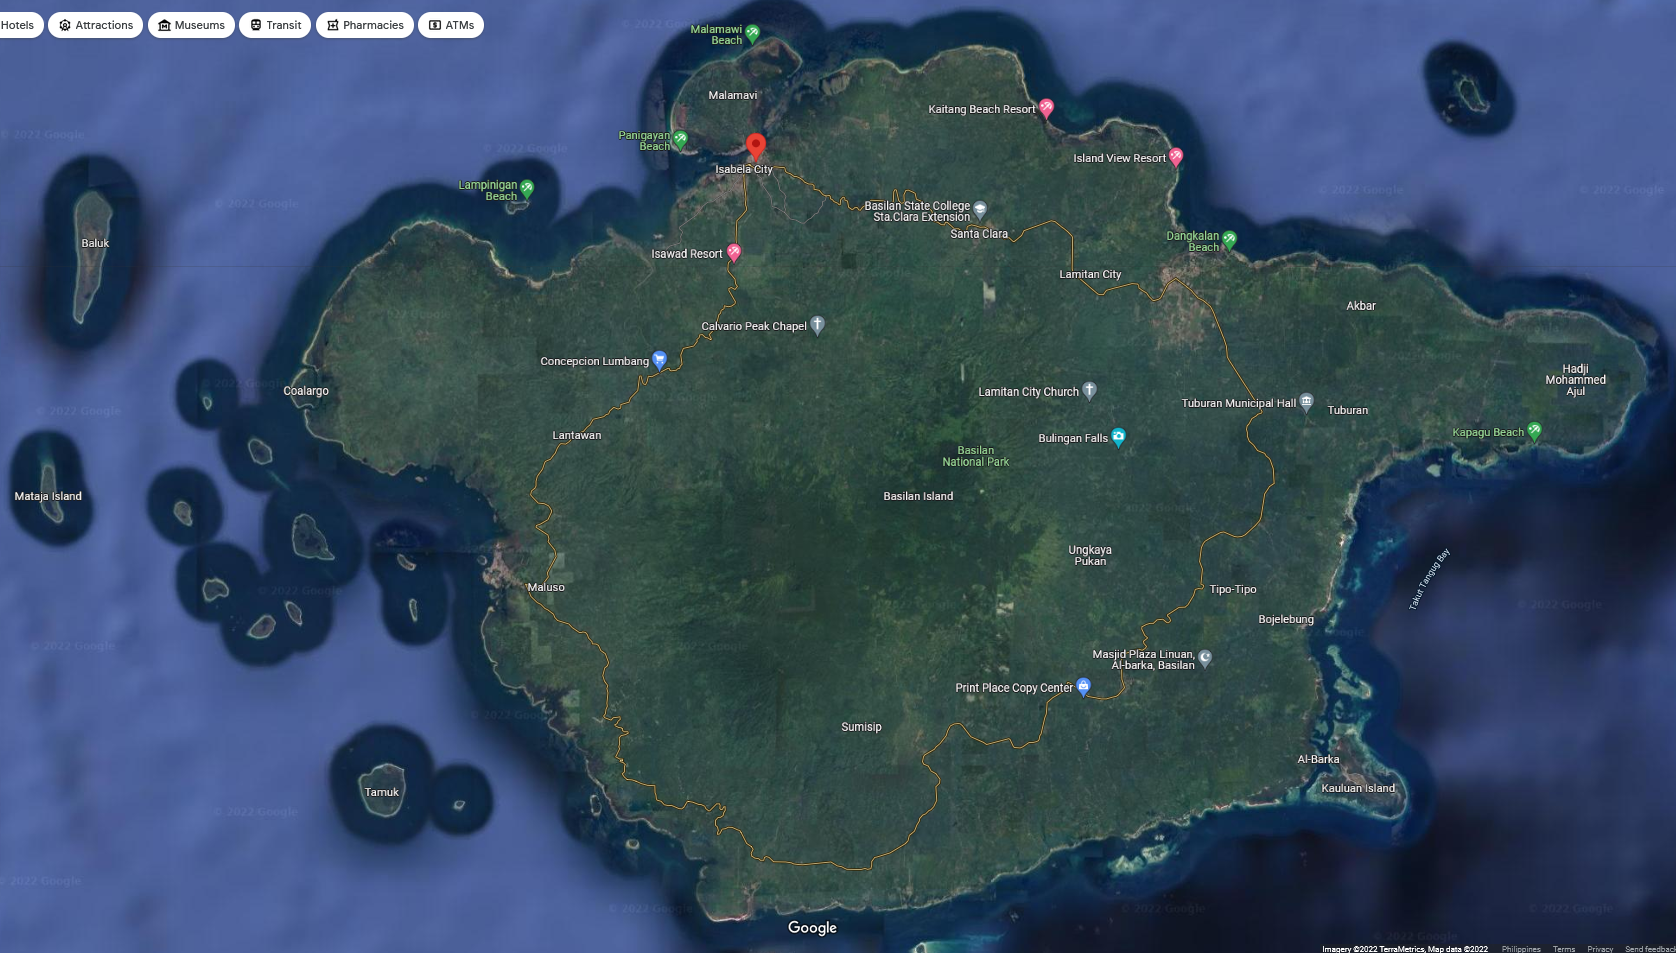 Hotels
Attractions
Museums
Transit
Pharmacies
ATMs
Malamawi
Beach
Malamavi
Kaitang Beach Resort
Panigayan
Beach
Isabela City
Island View Resort
Lampinigan
Beach
Basilan State College
Sta.Clara Extension
Santa Clara
Dangkalan
Beach
Baluk
Isawad Resort
Lamitan City
Akbar
Calvario Peak Chapel
Concepcion Lumbang
Hadji
Mohammed
Ajul
Coalargo
Lamitan City Church
Tuburan Municipal Hall
Tuburan
Lantawan
Bulingan Falls
Kapagu Beach
Basilan
National Park
Mataja Island
Basilan Island
Ungkaya
Pukan
Takut Tangug Bay
Maluso
Tipo-Tipo
Bojelebung
Masjid Plaza Linuan,
Al-barka, Basilan
Print Place Copy Center
Sumisip
Al-Barka
Kauluan Island
Tamuk
Google
Imagery ©2022 TerraMetrics, Map data ©2022
Philippines
Terms
Privacy
Send feedback